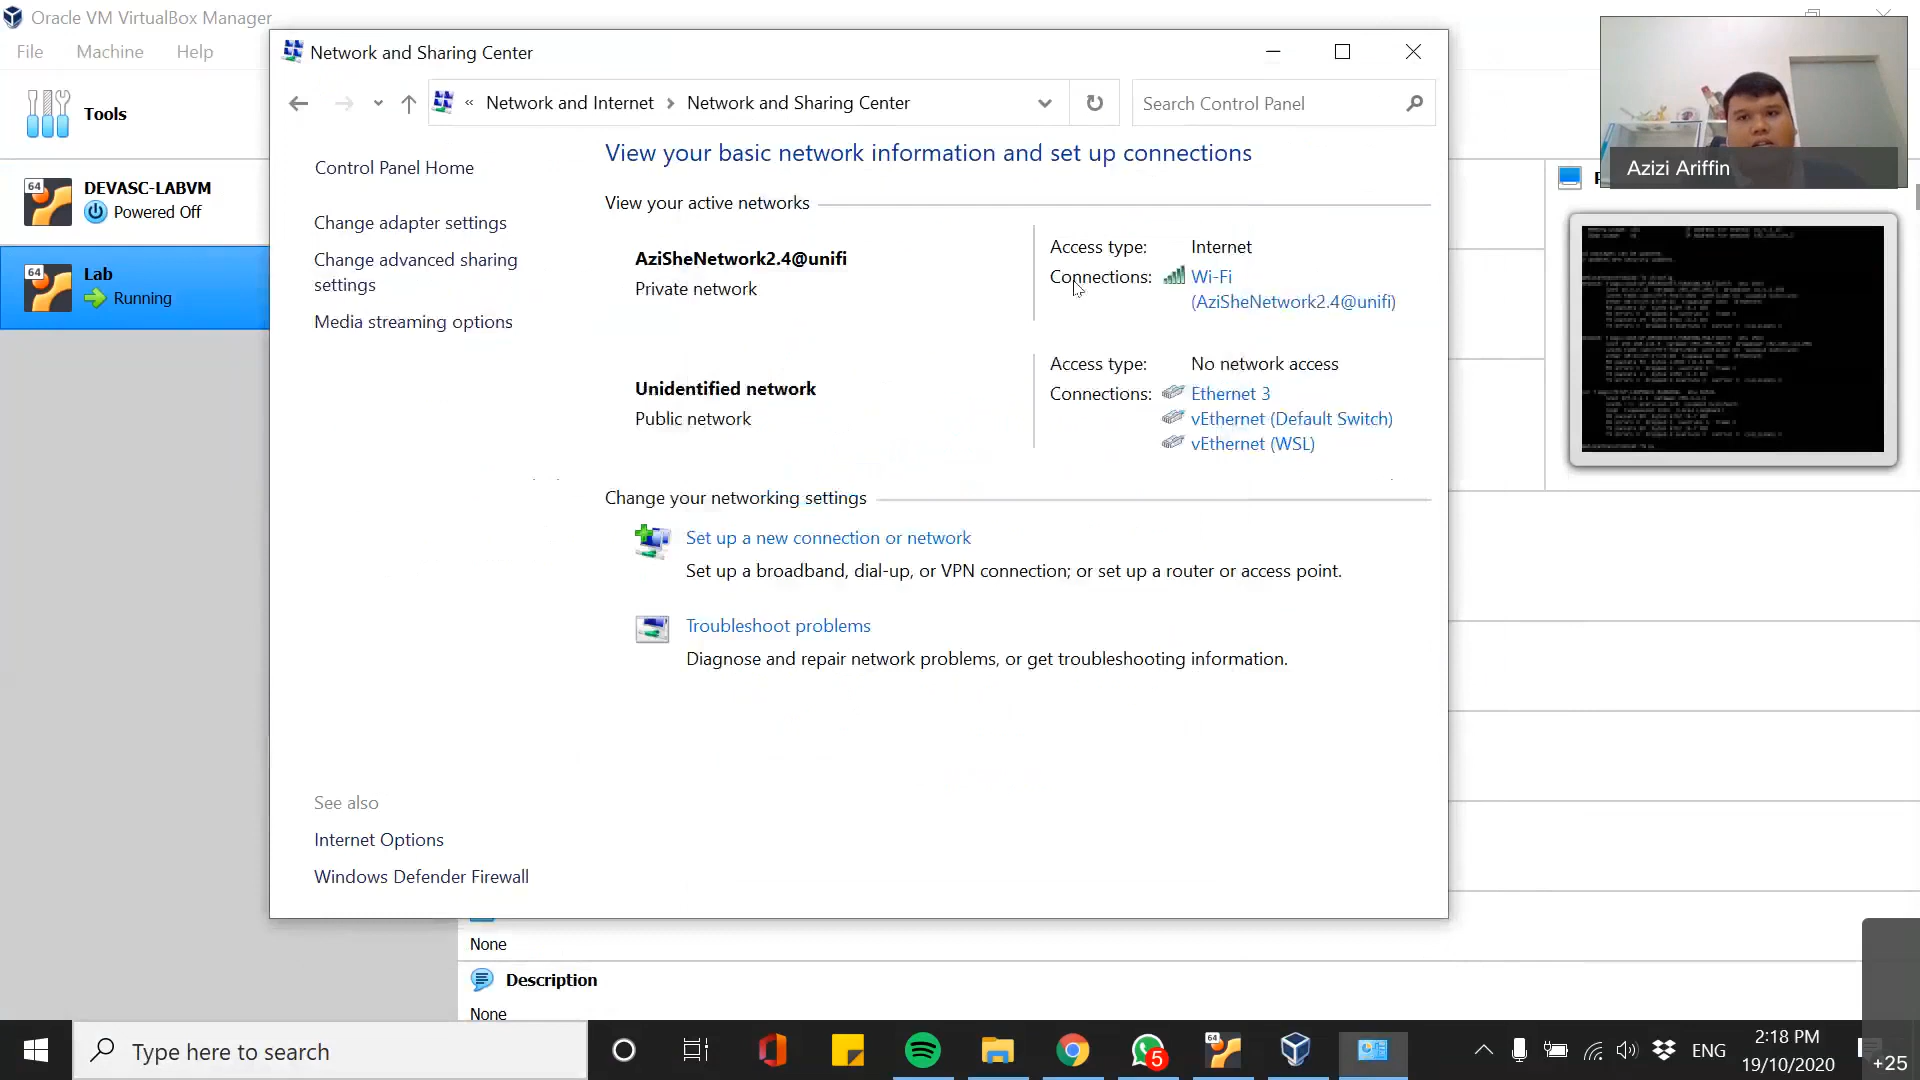 Oracle VM VirtualBox Manager
File Machine Help
Tools
64
DEVASC-LABVM
Powered Off
64
Lab
Running
Network and Sharing Center
« Network and Internet > Network and Sharing Center
Search Control Panel
Control Panel Home
Change adapter settings
Change advanced sharing
settings
Media streaming options
View your basic network information and set up connections
View your active networks
AziSheNetwork2.4@unifi
Private network
Access type: Internet
Connections: Wi-Fi
(AziSheNetwork2.4@unifi)
Unidentified network
Public network
Access type: No network access
Connections: Ethernet 3
vEthernet (Default Switch)
vEthernet (WSL)
Change your networking settings
Set up a new connection or network
Set up a broadband, dial-up, or VPN connection; or set up a router or access point.
Troubleshoot problems
Diagnose and repair network problems, or get troubleshooting information.
See also
Internet Options
Windows Defender Firewall
Azizi Ariffin
None
Description
None
Type here to search
5
64
ENG
2:18 PM
19/10/2020
+25